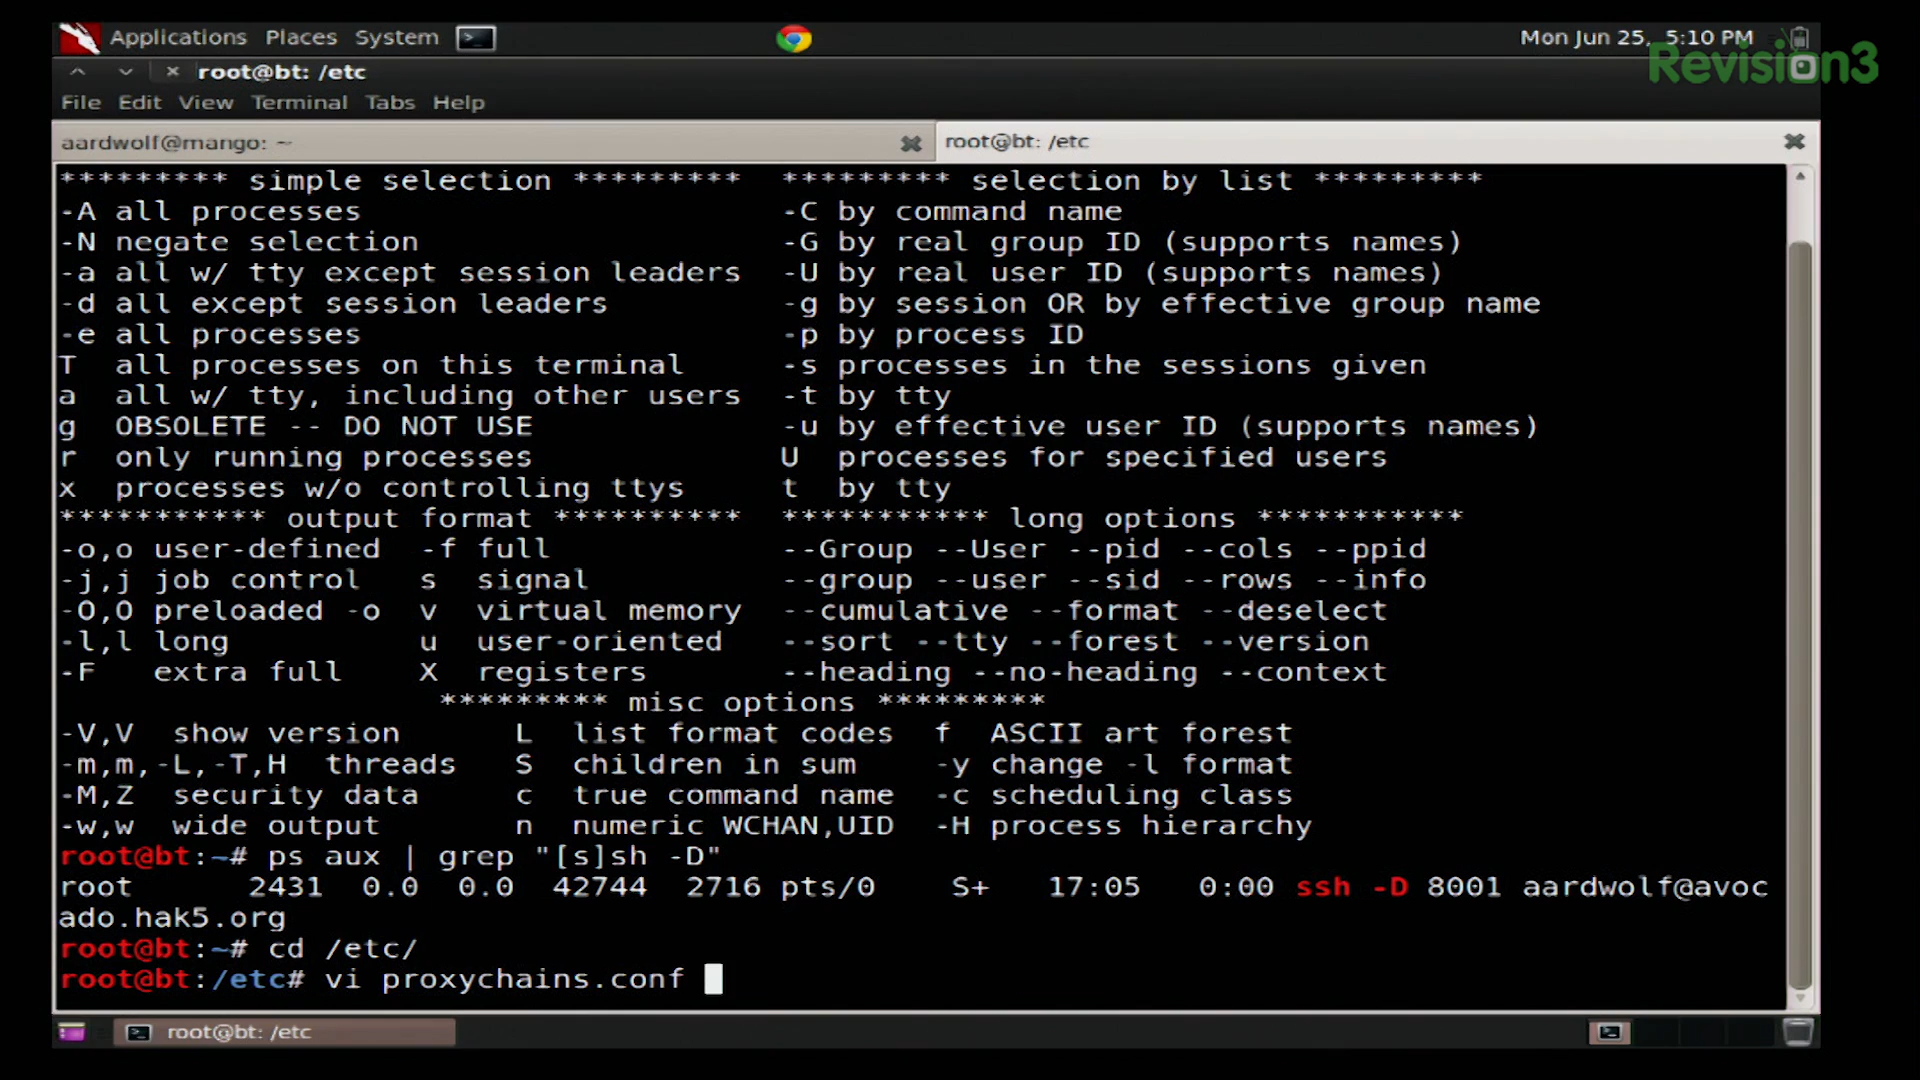 Applications Places System
Mon Jun 25, 5:10 PM
Revision3
root@bt: /etc
File Edit View Terminal Tabs Help
aardwolf@mango: ~
root@bt: /etc
********* simple selection *********  ********* selection by list *********
-A all processes                      -C by command name
-N negate selection                   -G by real group ID (supports names)
-a all w/ tty except session leaders  -U by real user ID (supports names)
-d all except session leaders         -g by session OR by effective group name
-e all processes                      -p by process ID
T  all processes on this terminal     -s processes in the sessions given
a  all w/ tty, including other users  -t by tty
g  OBSOLETE -- DO NOT USE             -u by effective user ID (supports names)
r  only running processes             U  processes for specified users
x  processes w/o controlling ttys     t  by tty
*********** output format **********  *********** long options ***********
-o,o user-defined  -f full            --Group --User --pid --cols --ppid
-j,j job control   s  signal          --group --user --sid --rows --info
-O,O preloaded -o  v  virtual memory  --cumulative --format --deselect
-l,l long          u  user-oriented   --sort --tty --forest --version
-F   extra full    X  registers       --heading --no-heading --context
                    ********* misc options *********
-V,V  show version      L  list format codes  f  ASCII art forest
-m,m,-L,-T,H  threads   S  children in sum    -y change -l format
-M,Z  security data     c  true command name  -c scheduling class
-w,w  wide output       n  numeric WCHAN,UID  -H process hierarchy
root@bt:~# ps aux | grep "[s]sh -D"
root      2431  0.0  0.0  42744  2716 pts/0    S+   17:05   0:00 ssh -D 8001 aardwolf@avoc
ado.hak5.org
root@bt:~# cd /etc/
root@bt:/etc# vi proxychains.conf
root@bt: /etc